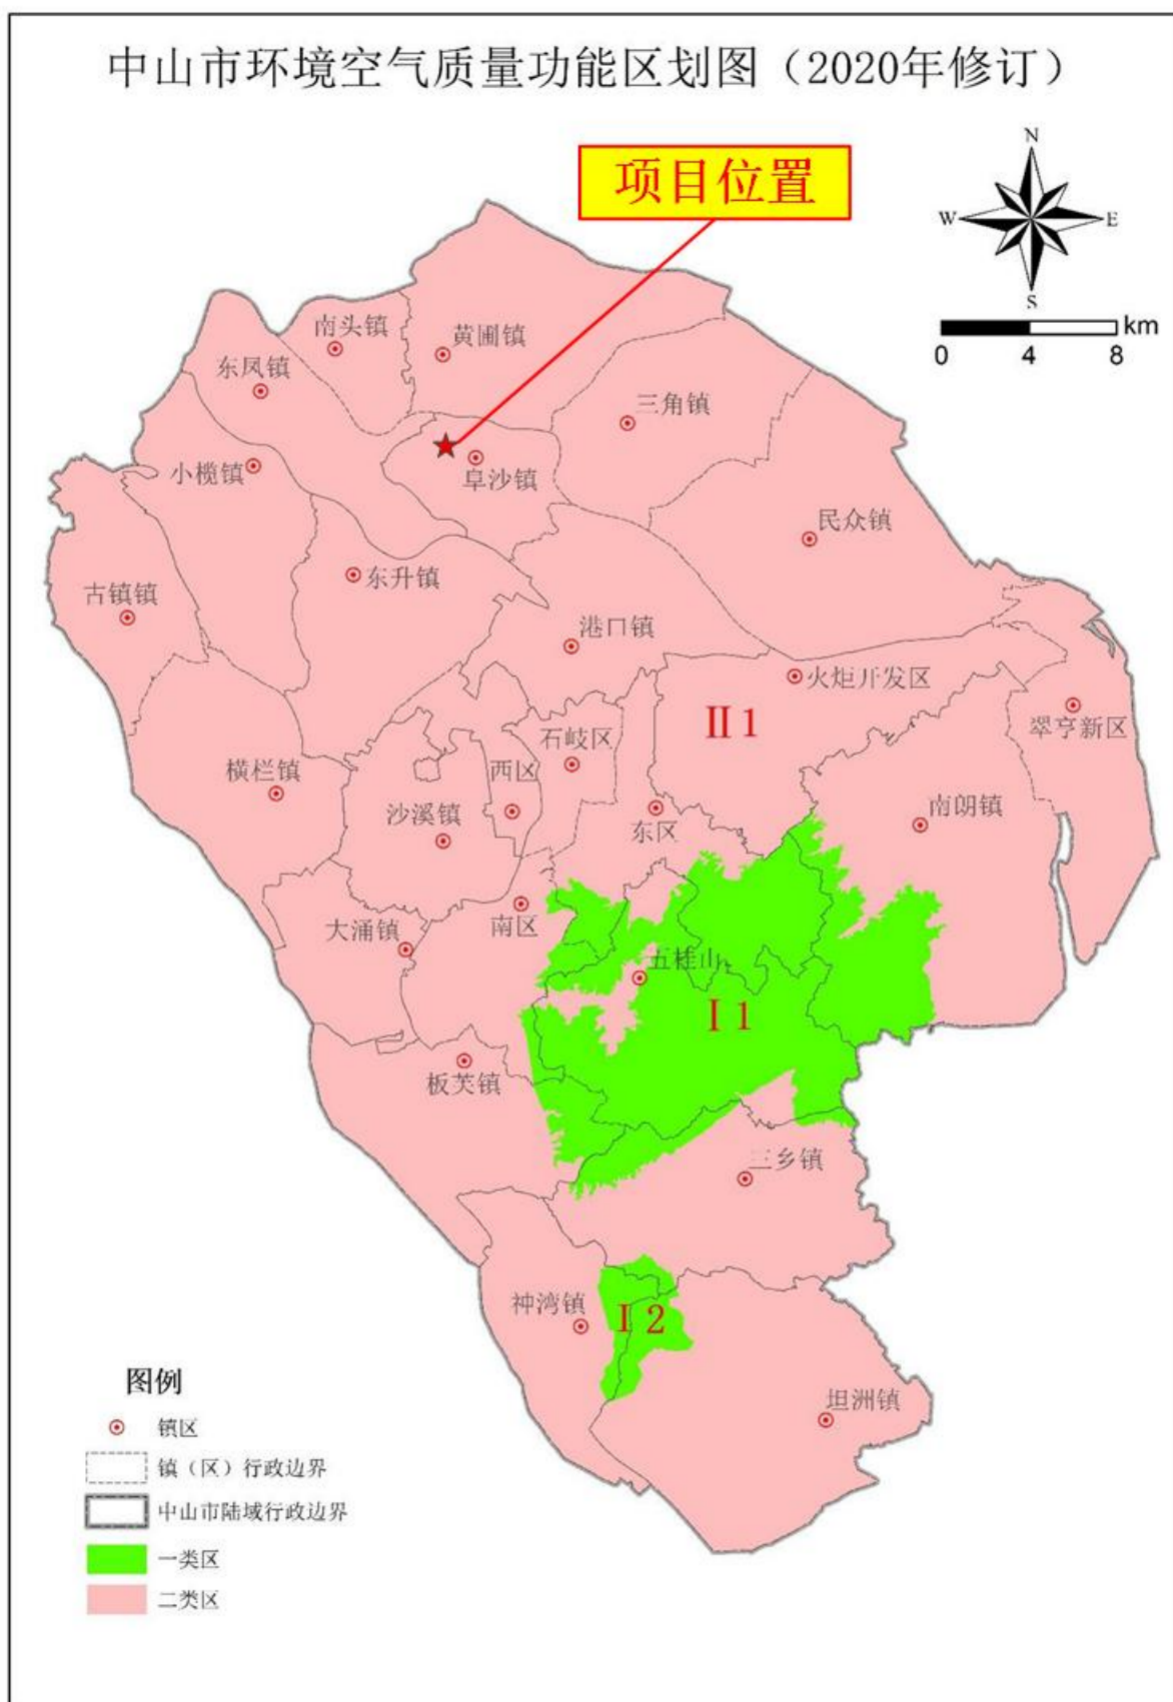 中山市环境空气质量功能区划图（2020年修订）
项目位置
N
W
E
S
km
0 4 8
南头镇
黄圃镇
东凤镇
三角镇
小榄镇
阜沙镇
民众镇
东升镇
古镇镇
港口镇
火炬开发区
II 1
翠亨新区
石岐区
横栏镇
西区
沙溪镇
东区
南朗镇
南区
大涌镇
五桂山
I 1
板芙镇
三乡镇
神湾镇
I 2
坦洲镇
图例
镇区
镇（区）行政边界
中山市陆域行政边界
一类区
二类区